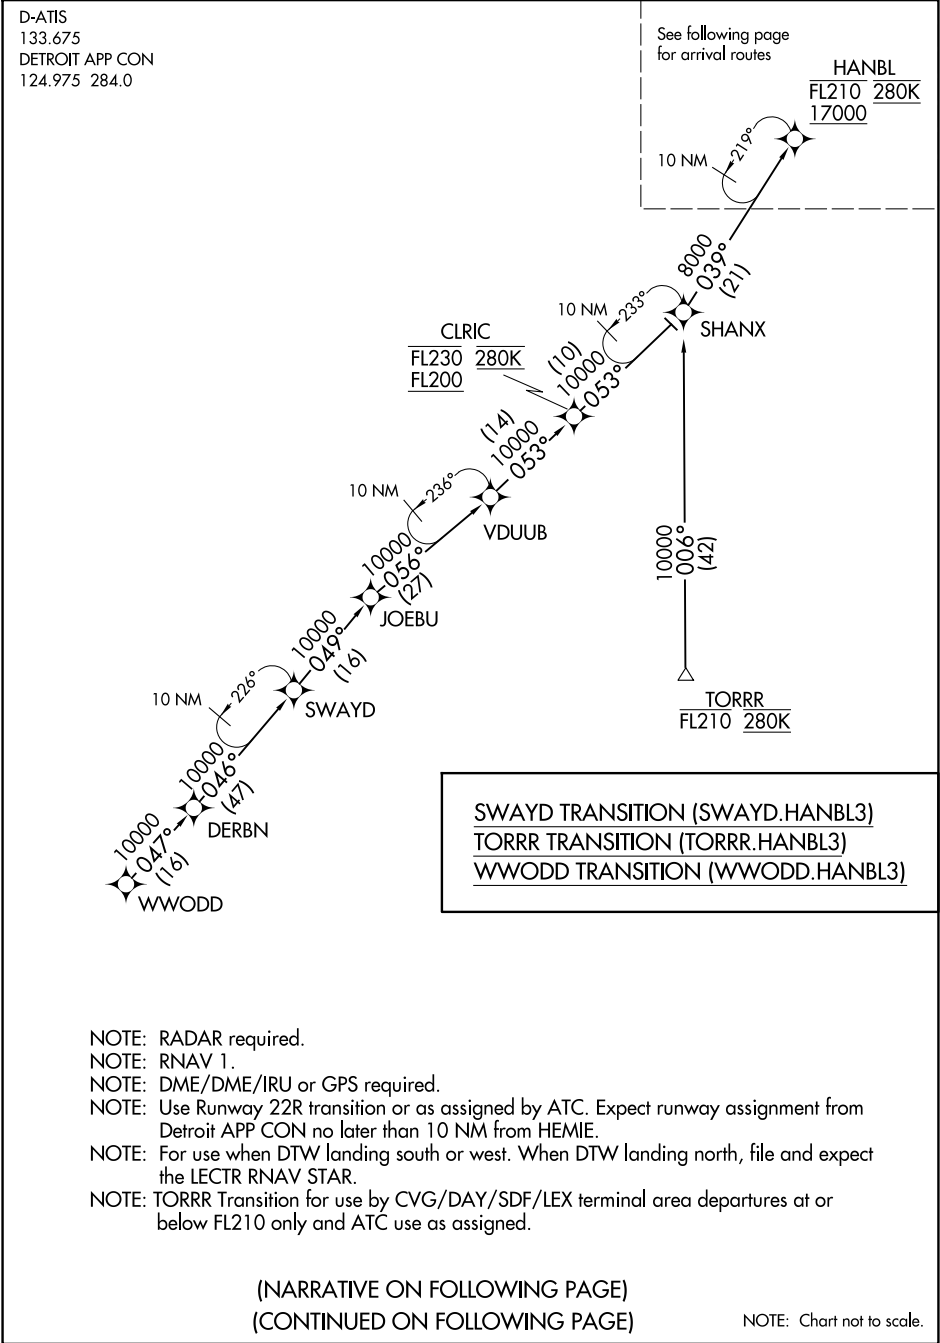 D-ATIS
133.675
DETROIT APP CON
124.975 284.0
See following page
for arrival routes
HANBL
FL210 280K
17000
219°
10 NM
8000
039°
(21)
SHANX
233°
10 NM
CLRIC
FL230 280K
FL200
(10)
10000
053°
(14)
10000
053°
VDUUB
236°
10 NM
10000
056°
(27)
JOEBU
10000
049°
(16)
SWAYD
226°
10 NM
10000
046°
(47)
DERBN
10000
047°
(16)
WWODD
10000
006°
(42)
TORRR
FL210 280K
SWAYD TRANSITION (SWAYD.HANBL3)
TORRR TRANSITION (TORRR.HANBL3)
WWODD TRANSITION (WWODD.HANBL3)
NOTE: RADAR required.
NOTE: RNAV 1.
NOTE: DME/DME/IRU or GPS required.
NOTE: Use Runway 22R transition or as assigned by ATC. Expect runway assignment from
Detroit APP CON no later than 10 NM from HEMIE.
NOTE: For use when DTW landing south or west. When DTW landing north, file and expect
the LECTR RNAV STAR.
NOTE: TORRR Transition for use by CVG/DAY/SDF/LEX terminal area departures at or
below FL210 only and ATC use as assigned.
(NARRATIVE ON FOLLOWING PAGE)
(CONTINUED ON FOLLOWING PAGE)
NOTE: Chart not to scale.